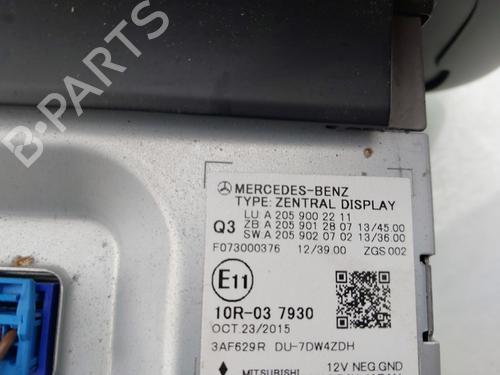 B-PARTS
MERCEDES-BENZ
TYPE: ZENTRAL DISPLAY
LU A 205 900 22 11
Q3
ZB A 205 901 28 07 13/45.00
SW A 205 902 07 02 13/36.00
F073000376 12/39.00 ZGS 002
E11
10R-03 7930
OCT.23/2015
3AF629R DU-7DW4ZDH
MITSUBISHI 12V NEG.GND